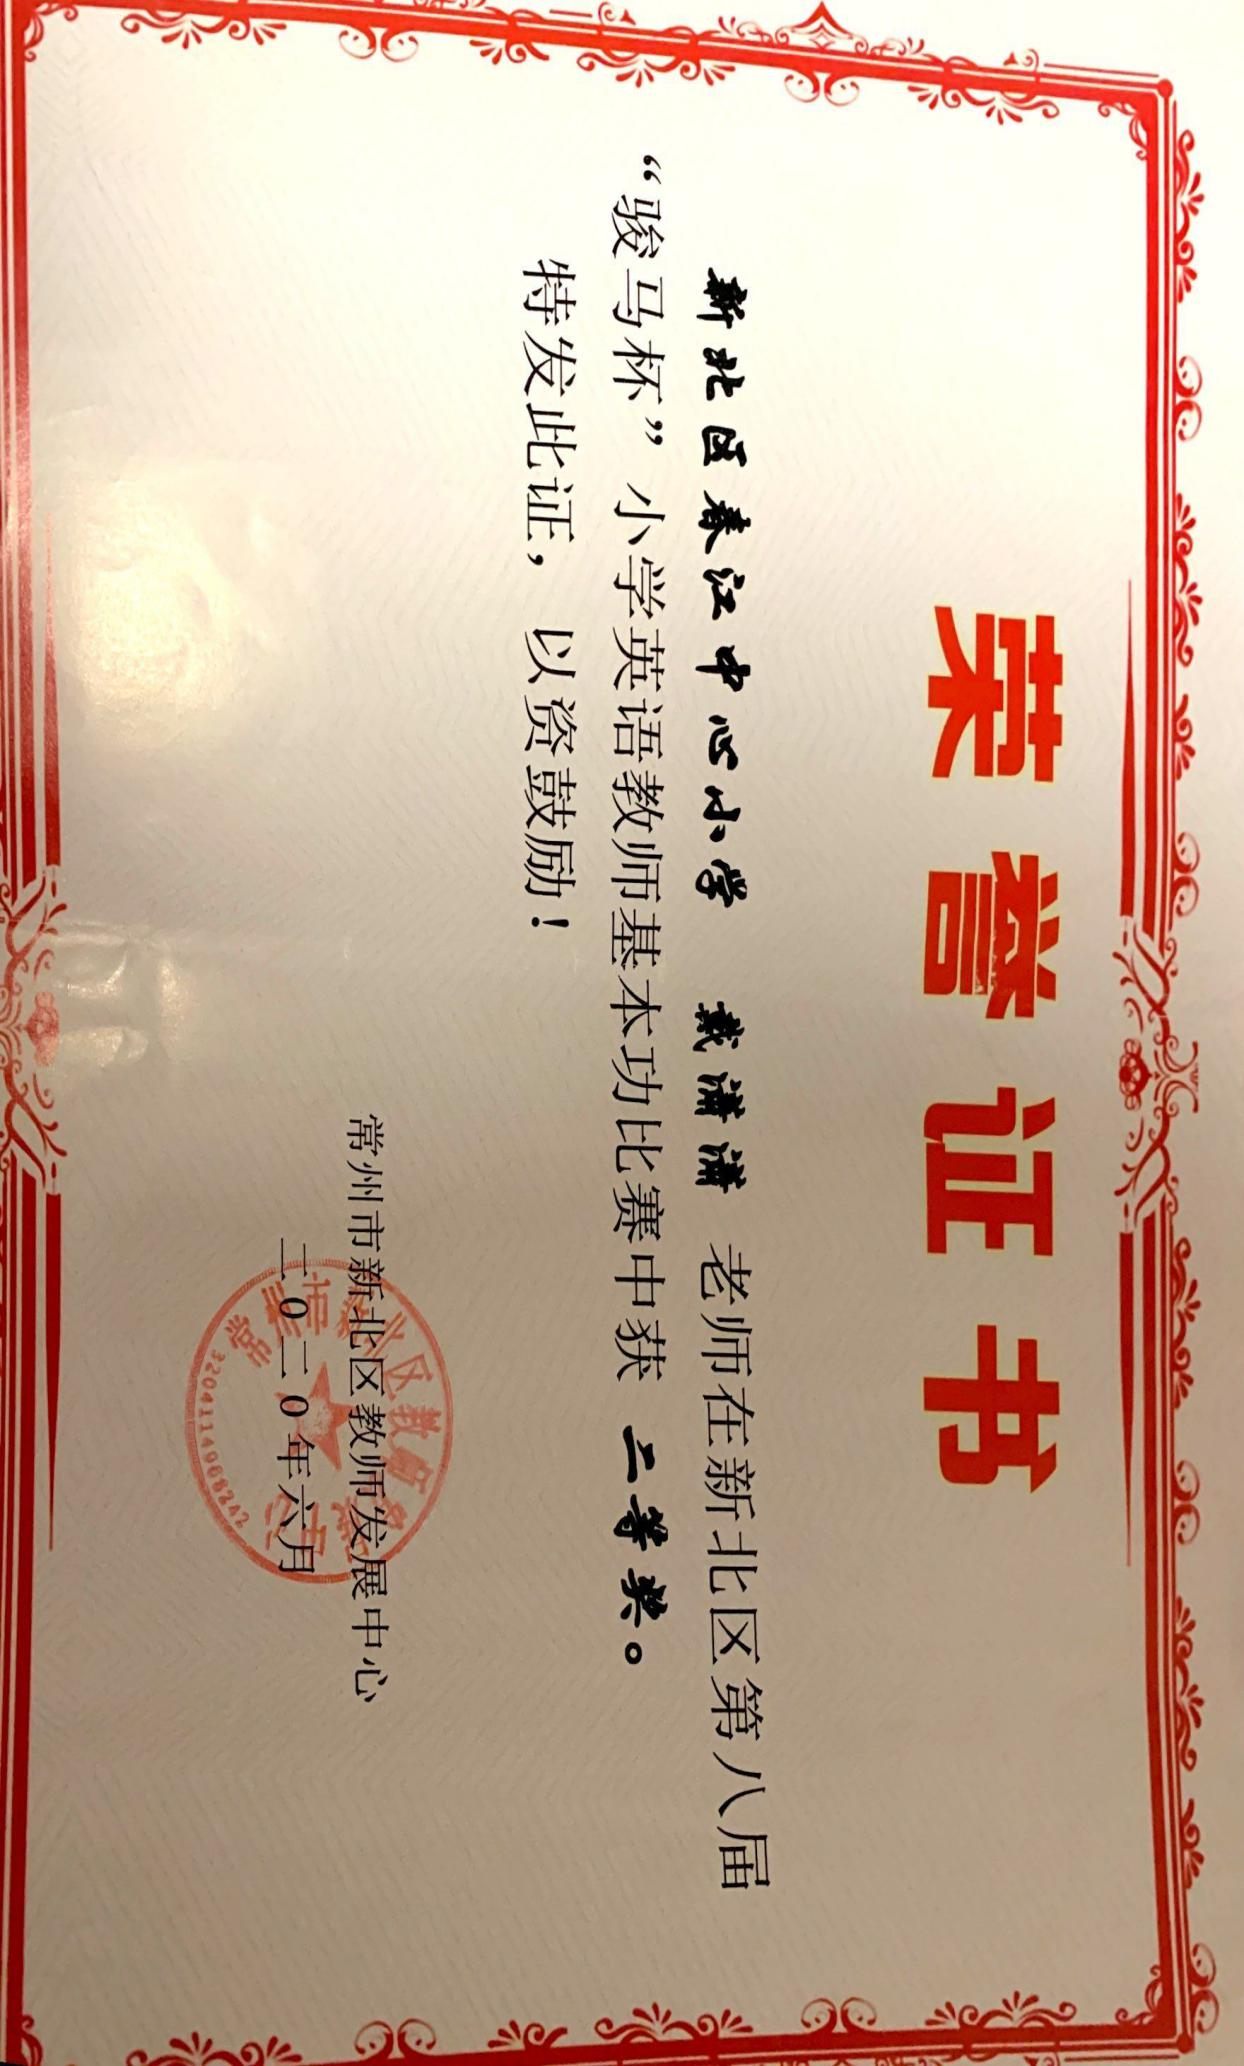 荣誉证书
新北区春江中心小学 戴潇潇 老师在新北区第八届
“骏马杯”小学英语教师基本功比赛中获 二等奖。
特发此证，以资鼓励！
常州市新北区教师发展中心
二〇二〇年六月